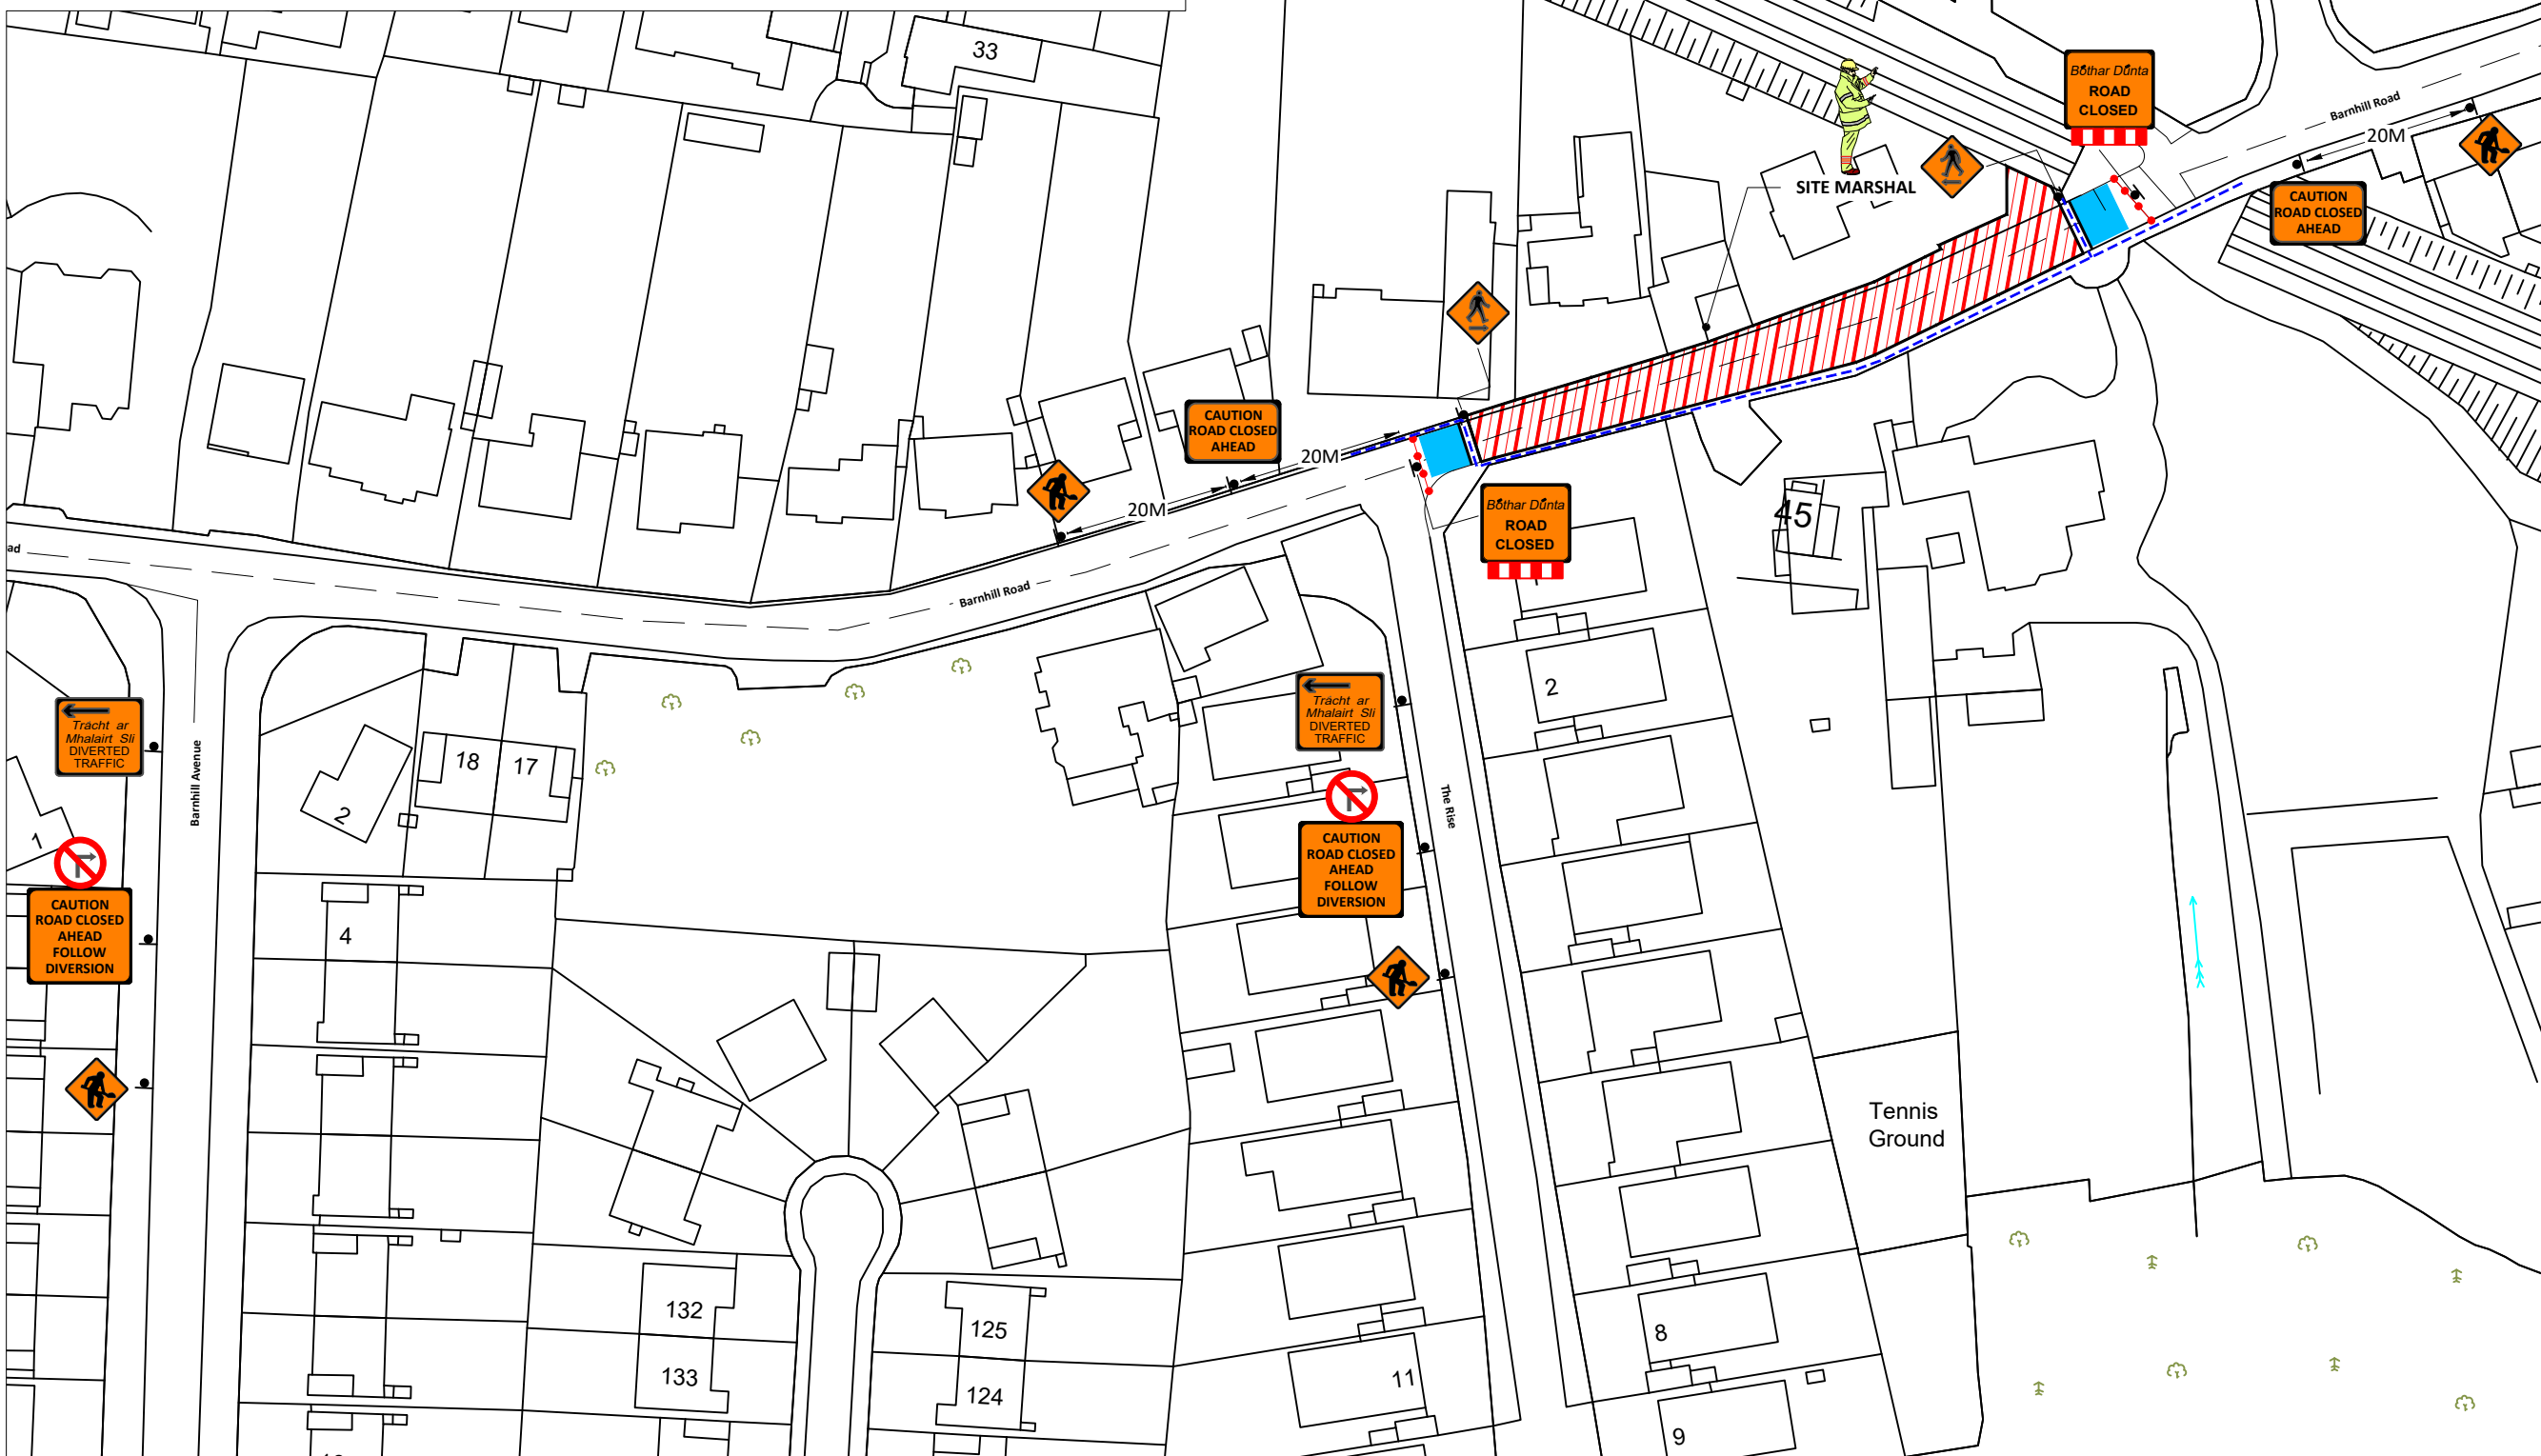 33
Bóthar Dúnta
ROAD
CLOSED
Barnhill Road
20M
SITE MARSHAL
CAUTION
ROAD CLOSED
AHEAD
CAUTION
ROAD CLOSED
AHEAD
20M
20M
Bóthar Dúnta
ROAD
CLOSED
45
ad
Barnhill Road
Trácht ar
Mhalairt Slí
DIVERTED
TRAFFIC
Barnhill Avenue
18
17
2
1
Trácht ar
Mhalairt Slí
DIVERTED
TRAFFIC
2
The Rise
CAUTION
ROAD CLOSED
AHEAD
FOLLOW
DIVERSION
CAUTION
ROAD CLOSED
AHEAD
FOLLOW
DIVERSION
4
Tennis
Ground
132
133
125
124
11
8
9